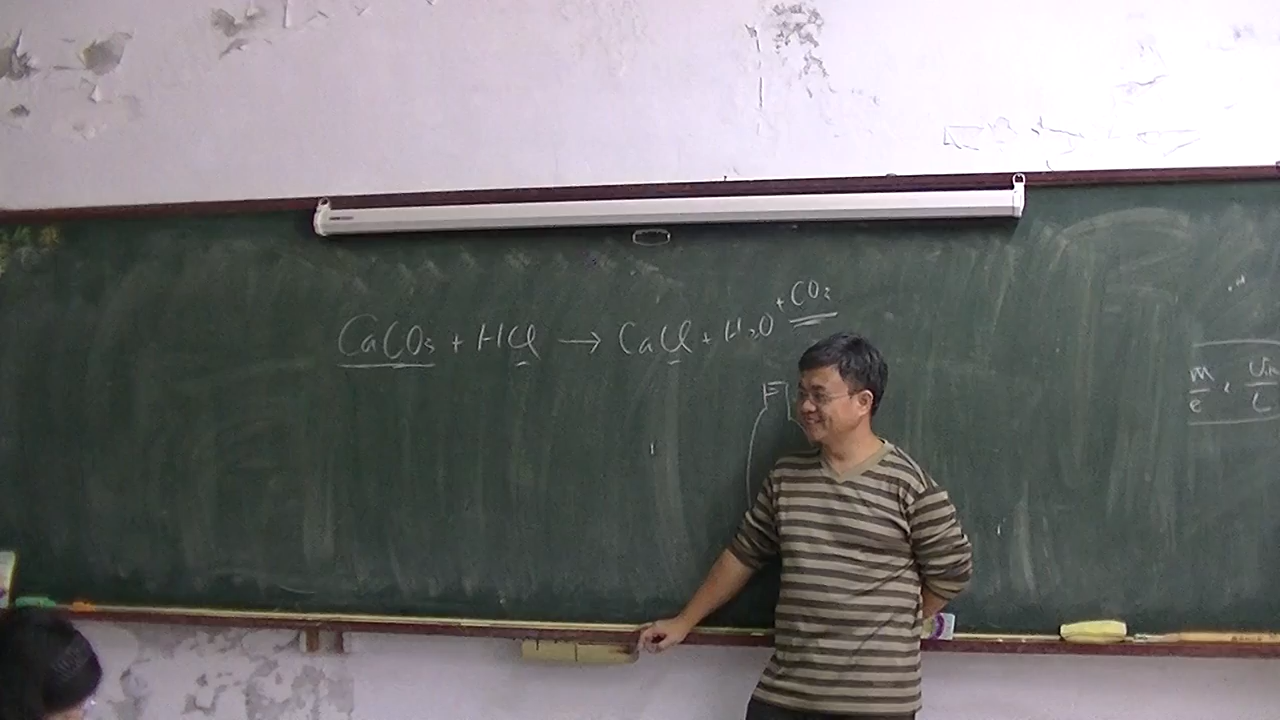 CaCO₃ + HCl → CaCl + H₂O + CO₂
m/e ,